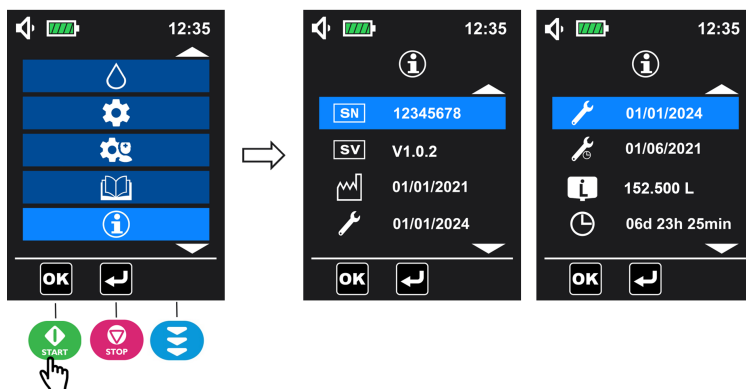 12:35
OK
START
STOP
12:35
SN 12345678
SV V1.0.2
01/01/2021
01/01/2024
OK
12:35
01/01/2024
01/06/2021
L 152.500 L
06d 23h 25min
OK